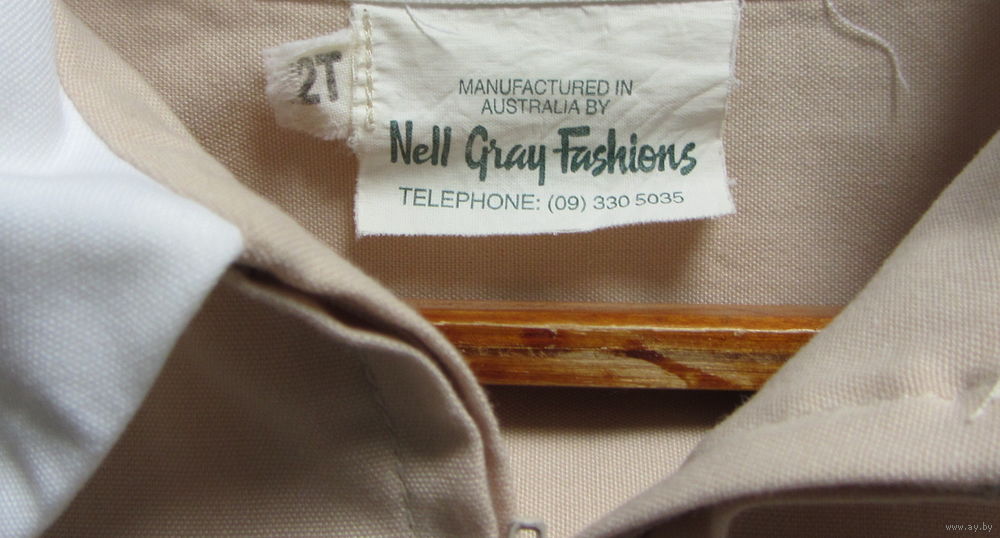 2T
MANUFACTURED IN
AUSTRALIA BY
Nell Gray Fashions
TELEPHONE: (09) 330 5035
www.ay.by